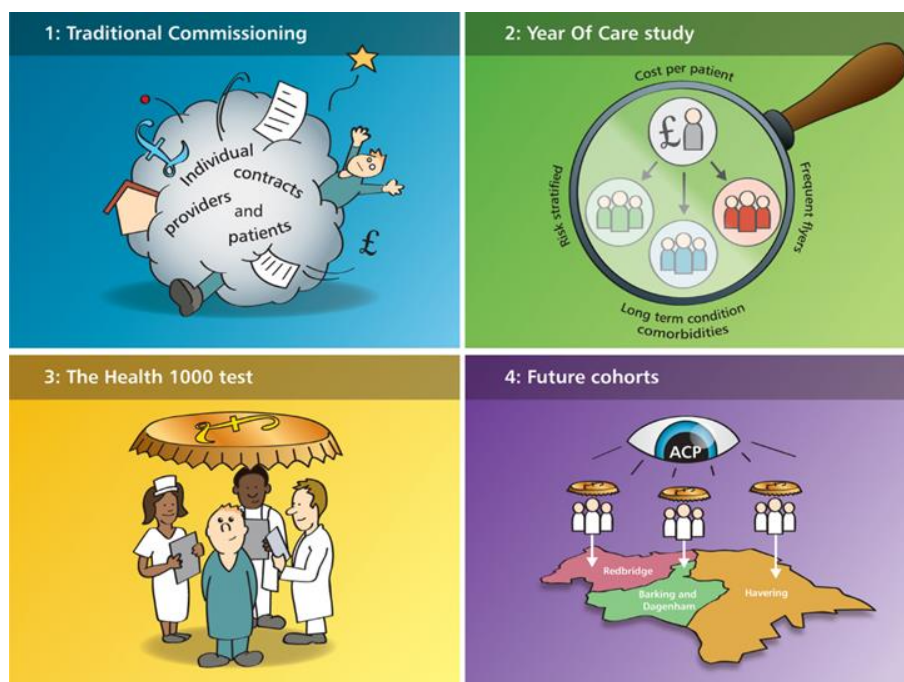 1: Traditional Commissioning
£
Individual
contracts
providers
and
patients
£
2: Year Of Care study
Cost per patient
£
Risk stratified
Frequent flyers
Long term condition
comorbidities
3: The Health 1000 test
£
4: Future cohorts
ACP
Redbridge
Barking and
Dagenham
Havering